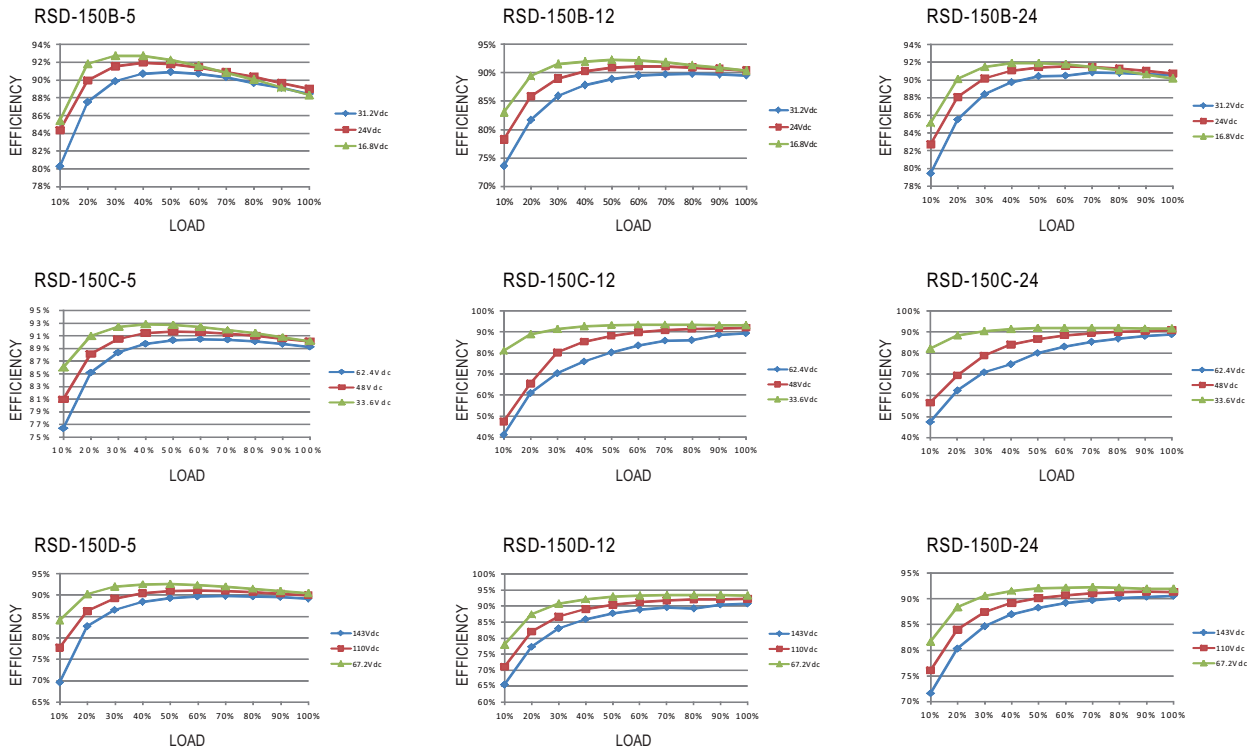 RSD-150B-5
94%
92%
90%
88%
86%
84%
82%
80%
78%
EFFICIENCY
10% 20% 30% 40% 50% 60% 70% 80% 90% 100%
LOAD
31.2Vdc
24Vdc
16.8Vdc
RSD-150B-12
95%
90%
85%
80%
75%
70%
EFFICIENCY
10% 20% 30% 40% 50% 60% 70% 80% 90% 100%
LOAD
31.2Vdc
24Vdc
16.8Vdc
RSD-150B-24
94%
92%
90%
88%
86%
84%
82%
80%
78%
EFFICIENCY
10% 20% 30% 40% 50% 60% 70% 80% 90% 100%
LOAD
31.2Vdc
24Vdc
16.8Vdc
RSD-150C-5
95%
93%
91%
89%
87%
85%
83%
81%
79%
77%
75%
EFFICIENCY
10% 20% 30% 40% 50% 60% 70% 80% 90% 100%
LOAD
62.4Vdc
48Vdc
33.6Vdc
RSD-150C-12
100%
90%
80%
70%
60%
50%
40%
EFFICIENCY
10% 20% 30% 40% 50% 60% 70% 80% 90% 100%
LOAD
62.4Vdc
48Vdc
33.6Vdc
RSD-150C-24
100%
90%
80%
70%
60%
50%
40%
EFFICIENCY
10% 20% 30% 40% 50% 60% 70% 80% 90% 100%
LOAD
62.4Vdc
48Vdc
33.6Vdc
RSD-150D-5
95%
90%
85%
80%
75%
70%
65%
EFFICIENCY
10% 20% 30% 40% 50% 60% 70% 80% 90% 100%
LOAD
143Vdc
110Vdc
67.2Vdc
RSD-150D-12
100%
95%
90%
85%
80%
75%
70%
65%
60%
EFFICIENCY
10% 20% 30% 40% 50% 60% 70% 80% 90% 100%
LOAD
143Vdc
110Vdc
67.2Vdc
RSD-150D-24
95%
90%
85%
80%
75%
70%
EFFICIENCY
10% 20% 30% 40% 50% 60% 70% 80% 90% 100%
LOAD
143Vdc
110Vdc
67.2Vdc